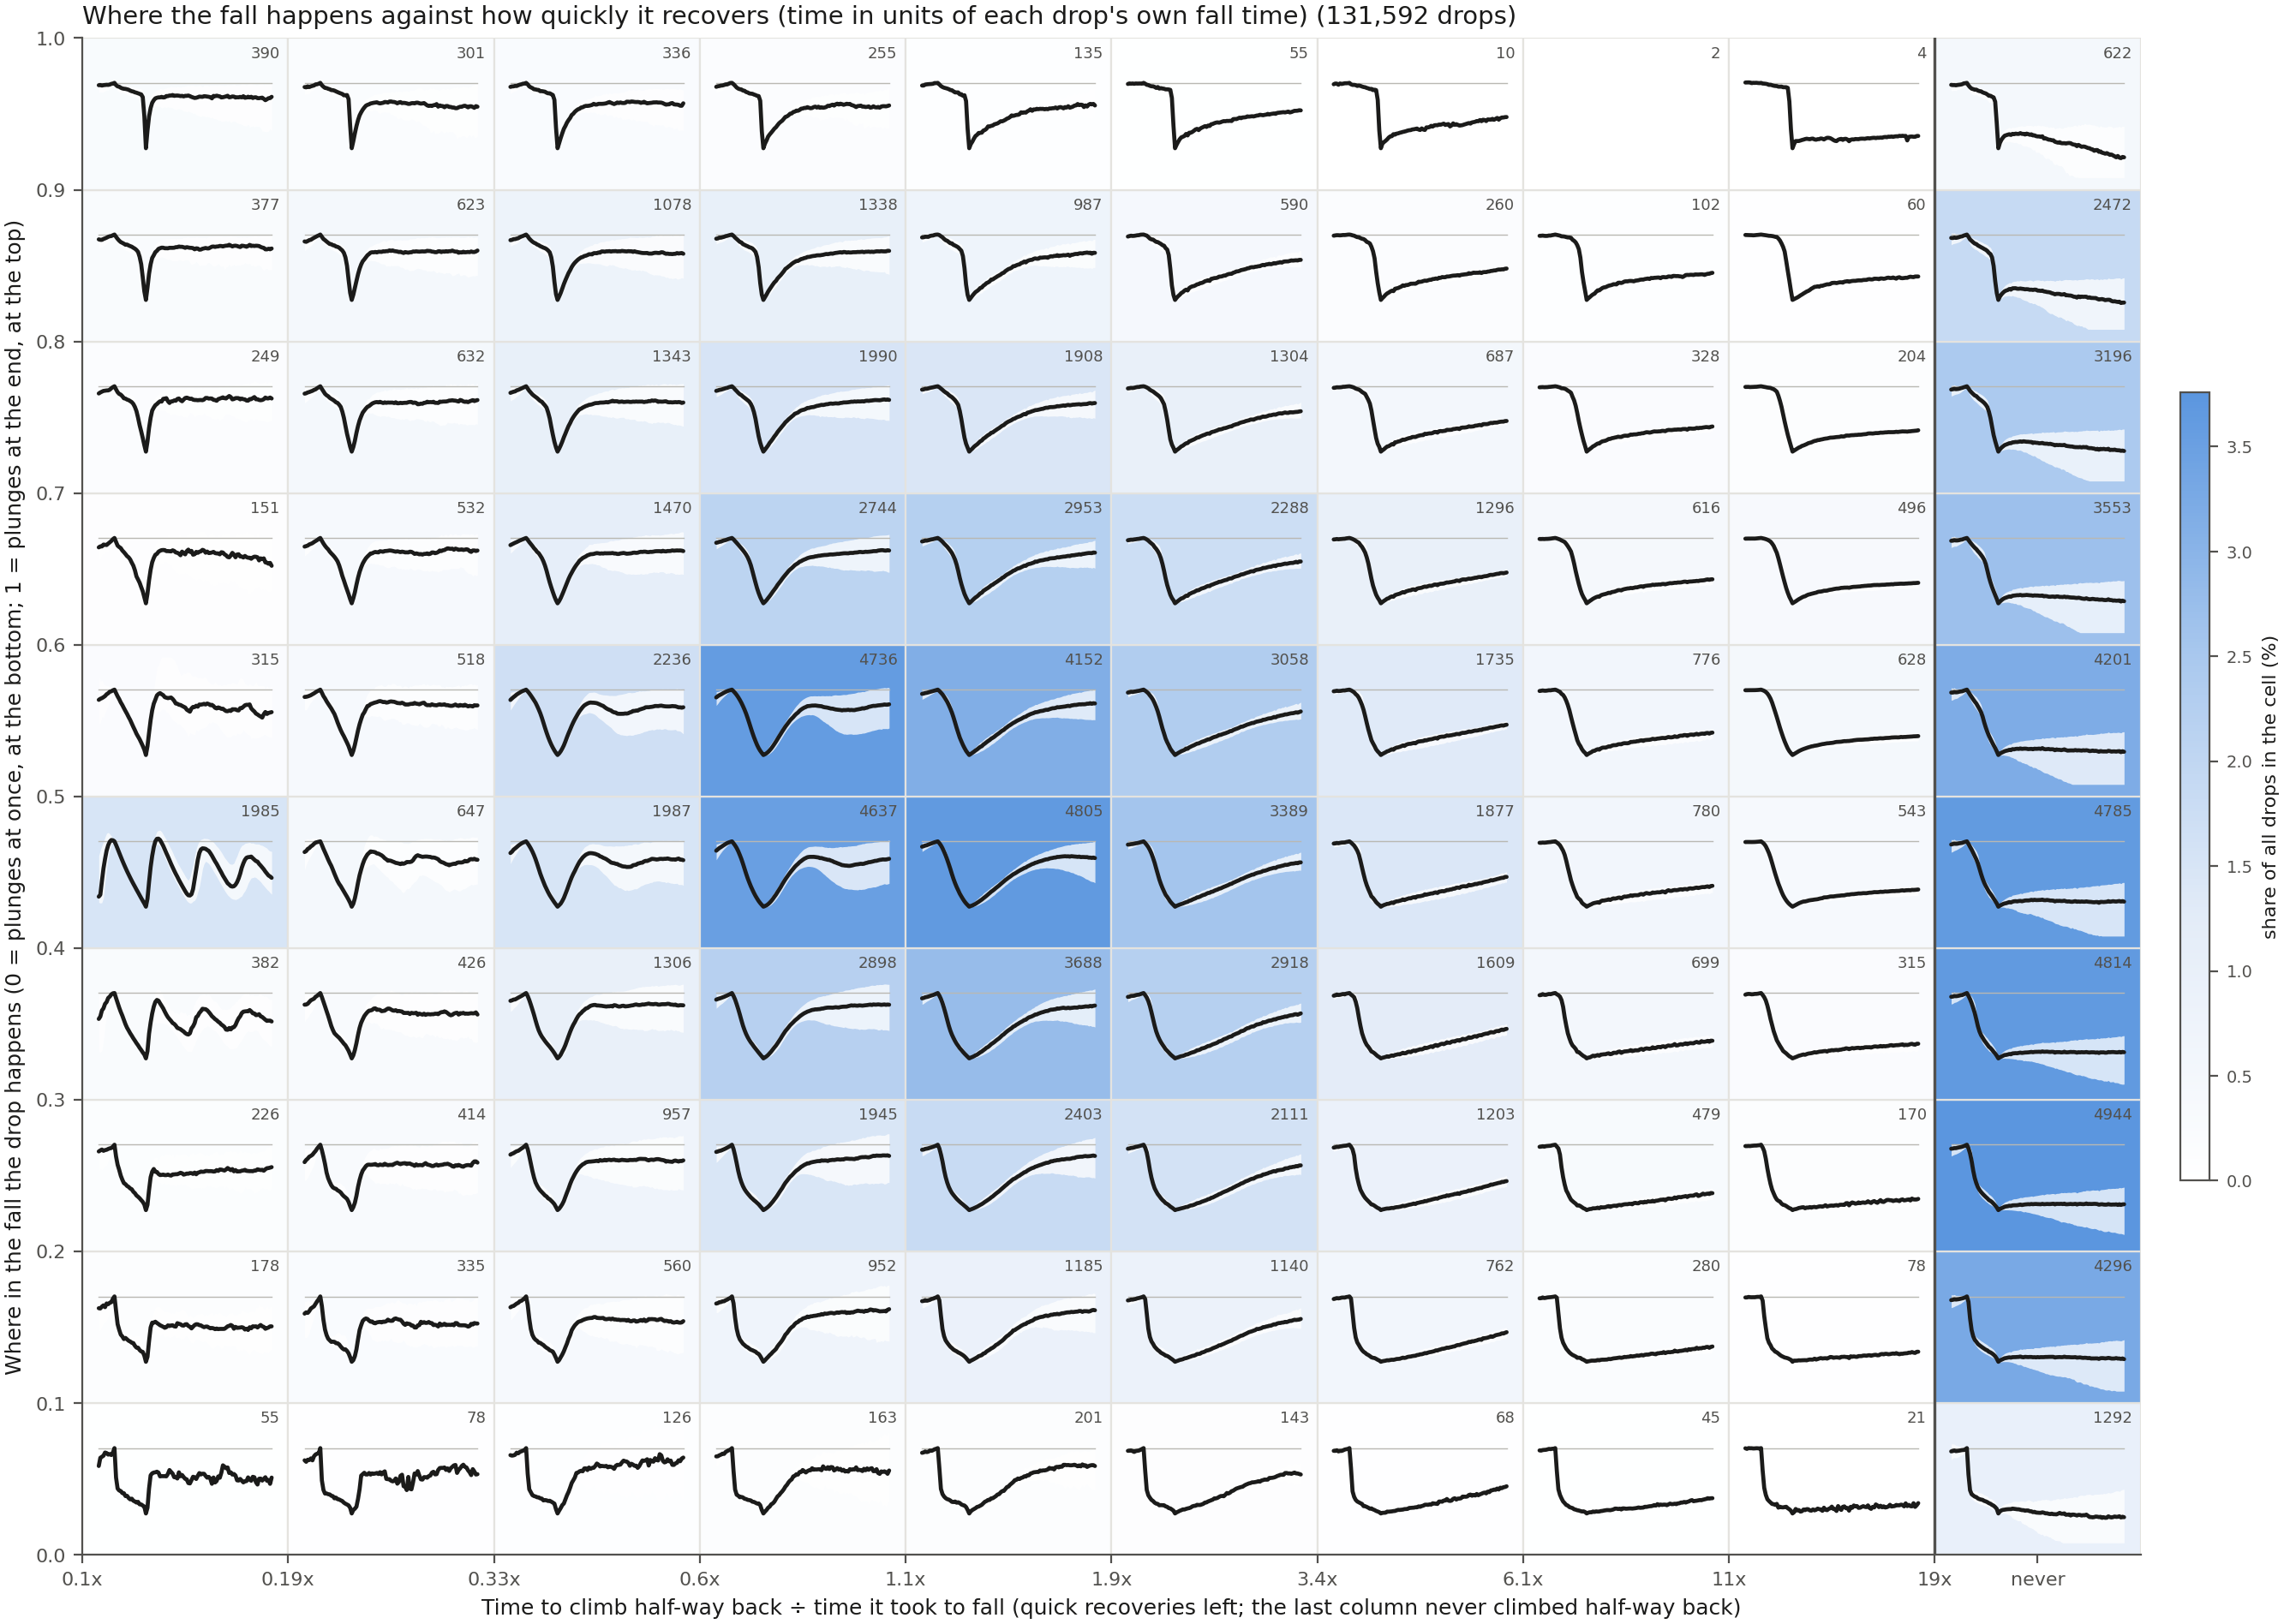 Where the fall happens against how quickly it recovers (time in units of each drop's own fall time) (131,592 drops)
Where in the fall the drop happens (0 = plunges at once, at the bottom; 1 = plunges at the end, at the top)
1.0
390 301 336 255 135 55 10 2 4 622
0.9
377 623 1078 1338 987 590 260 102 60 2472
0.8
249 632 1343 1990 1908 1304 687 328 204 3196
0.7
151 532 1470 2744 2953 2288 1296 616 496 3553
0.6
315 518 2236 4736 4152 3058 1735 776 628 4201
0.5
1985 647 1987 4637 4805 3389 1877 780 543 4785
0.4
382 426 1306 2898 3688 2918 1609 699 315 4814
0.3
226 414 957 1945 2403 2111 1203 479 170 4944
0.2
178 335 560 952 1185 1140 762 280 78 4296
0.1
55 78 126 163 201 143 68 45 21 1292
0.0
0.1x 0.19x 0.33x 0.6x 1.1x 1.9x 3.4x 6.1x 11x 19x never
Time to climb half-way back ÷ time it took to fall (quick recoveries left; the last column never climbed half-way back)
3.5
3.0
2.5
2.0
1.5
1.0
0.5
0.0
share of all drops in the cell (%)